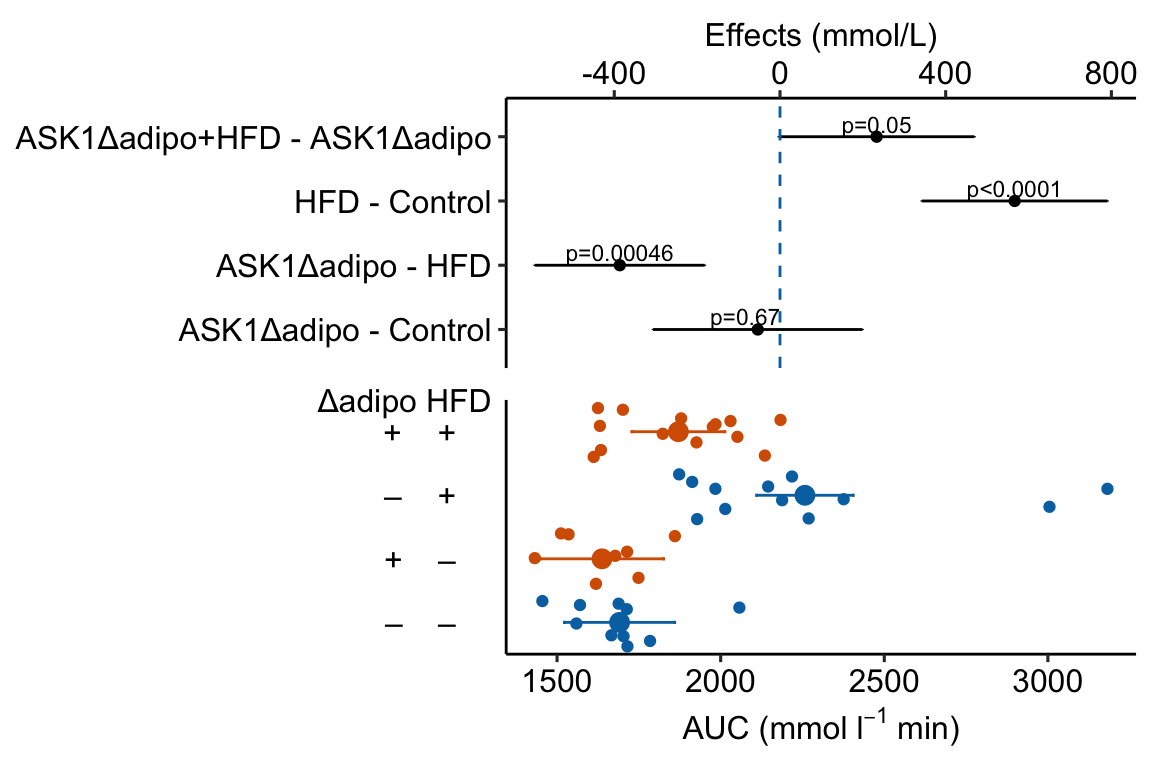 Effects (mmol/L)
-400 0 400 800
ASK1Δadipo+HFD - ASK1Δadipo
p=0.05
HFD - Control
p<0.0001
ASK1Δadipo - HFD
p=0.00046
ASK1Δadipo - Control
p=0.67
Δadipo HFD
+ +
– +
+ –
– –
1500 2000 2500 3000
AUC (mmol l⁻¹ min)